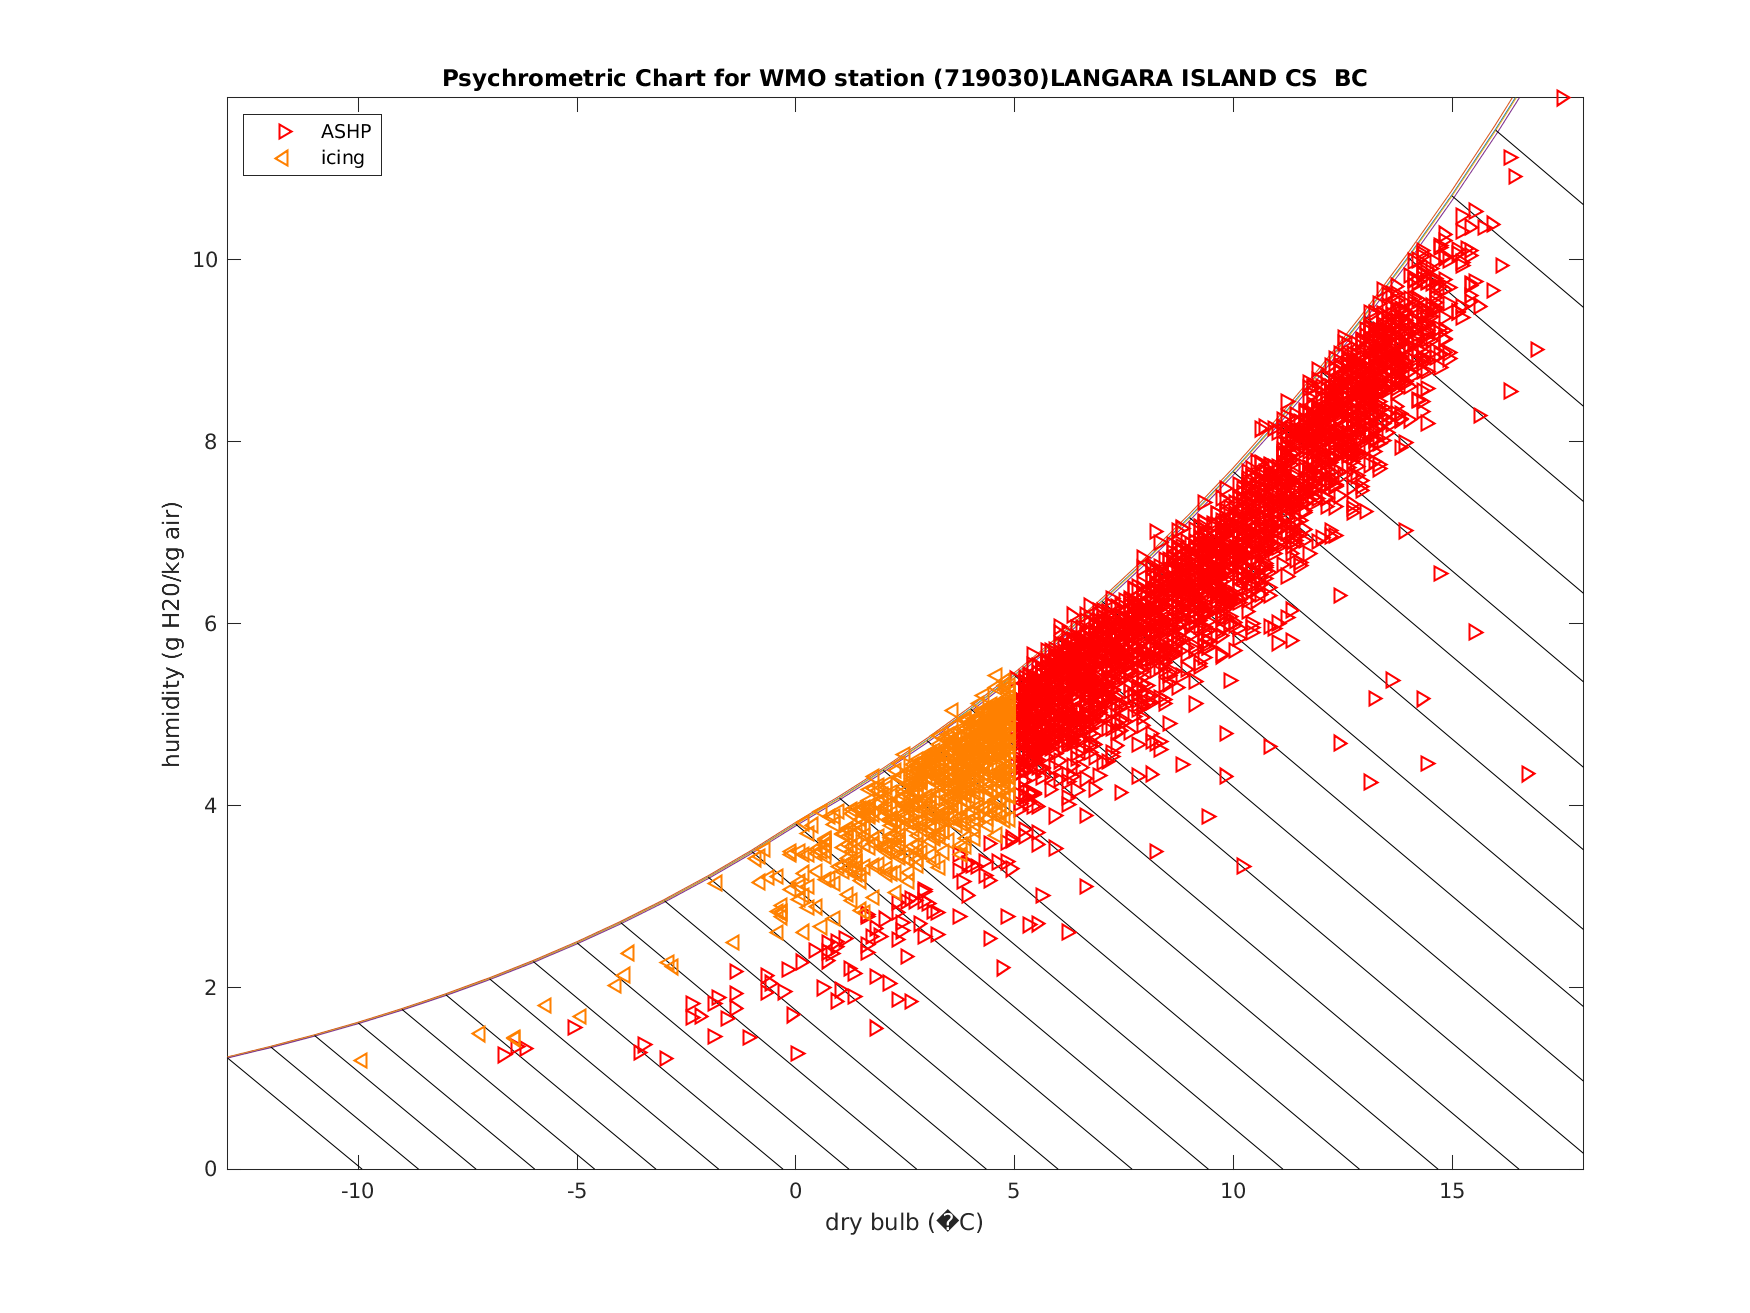 Psychrometric Chart for WMO station (719030)LANGARA ISLAND CS  BC
ASHP
icing
humidity (g H20/kg air)
10
8
6
4
2
0
-10
-5
0
5
10
15
dry bulb (�C)